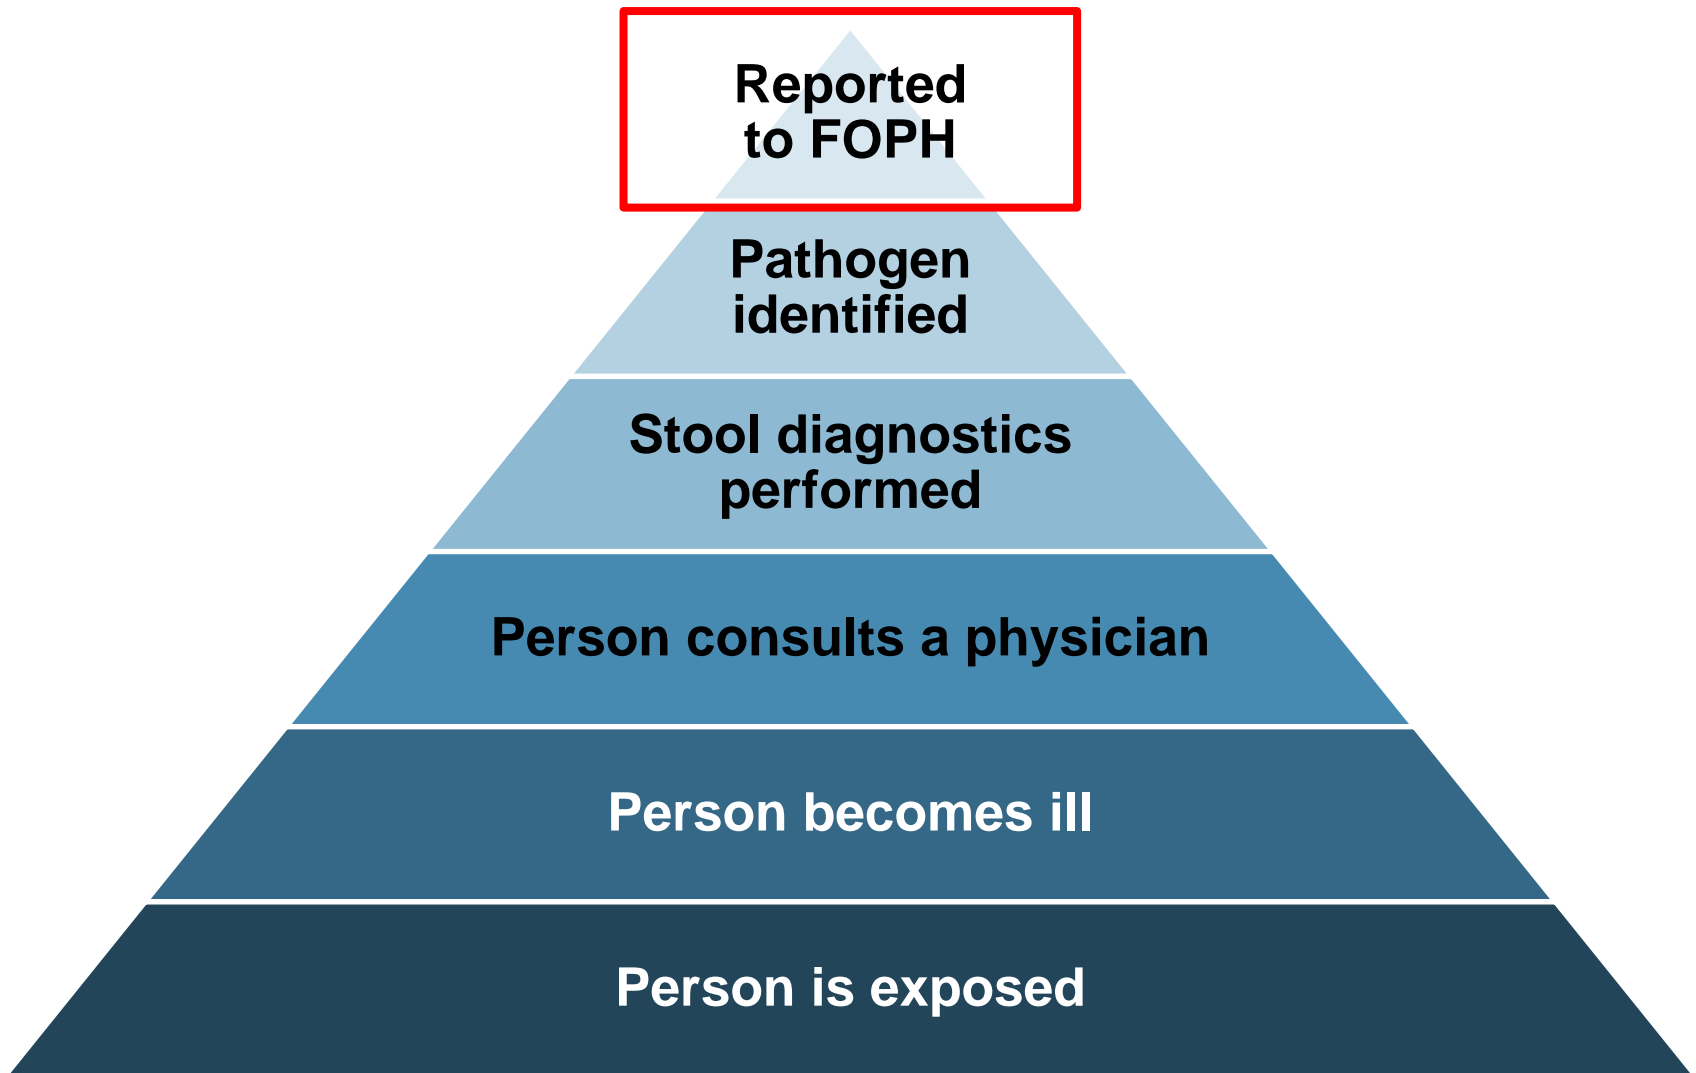 Reported
to FOPH
Pathogen
identified
Stool diagnostics
performed
Person consults a physician
Person becomes ill
Person is exposed